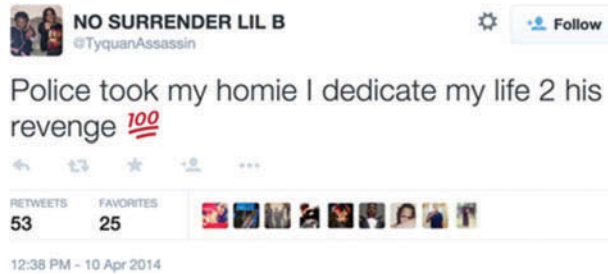 NO SURRENDER LIL B
@TyquanAssassin
Follow
Police took my homie I dedicate my life 2 his
revenge 💯
RETWEETS FAVORITES
53 25
12:38 PM - 10 Apr 2014